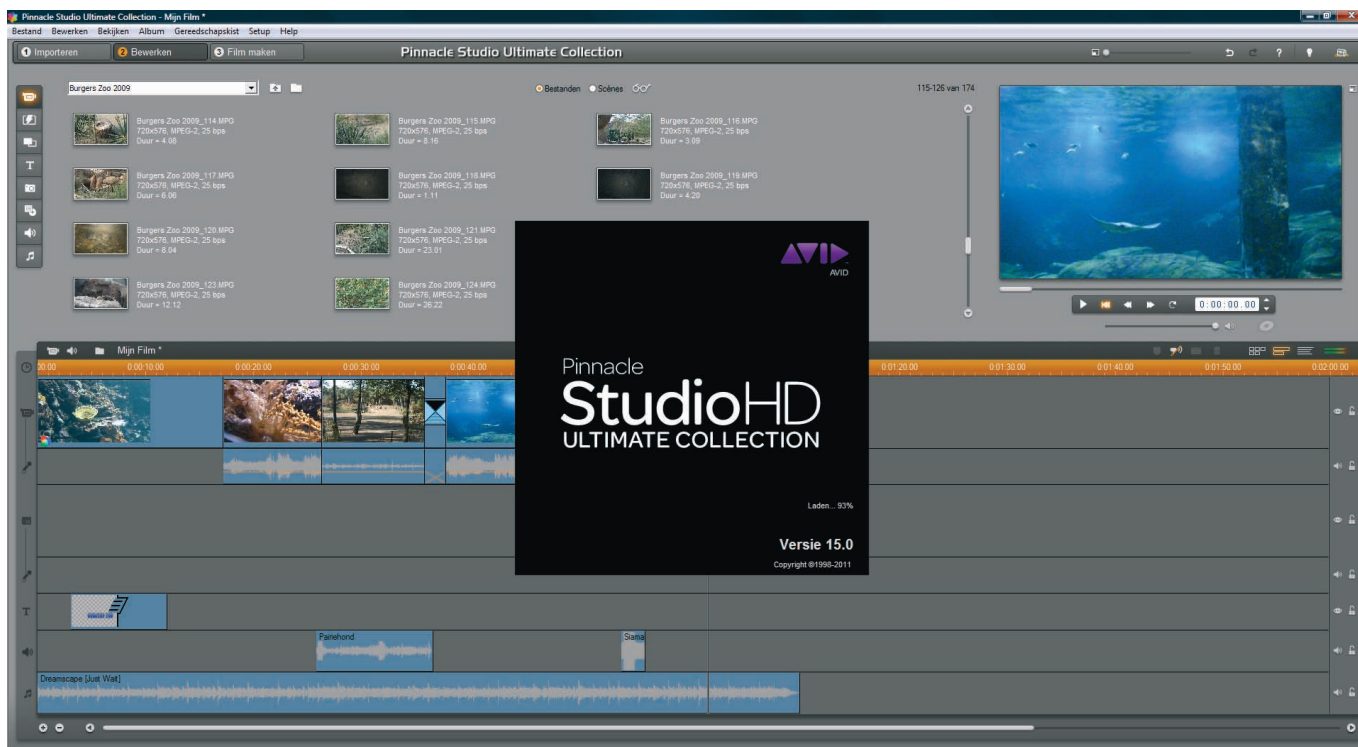 Pinnacle Studio Ultimate Collection - Mijn Film *
Bestand Bewerken Bekijken Album Gereedschapskist Setup Help
1 Importeren 2 Bewerken 3 Film maken Pinnacle Studio Ultimate Collection
Burgers Zoo 2009 Bestanden Scènes 115-126 van 174
Burgers Zoo 2009_114.MPG
720x576, MPEG-2, 25 bps
Duur = 4.08
Burgers Zoo 2009_115.MPG
720x576, MPEG-2, 25 bps
Duur = 8.16
Burgers Zoo 2009_116.MPG
720x576, MPEG-2, 25 bps
Duur = 3.09
Burgers Zoo 2009_117.MPG
720x576, MPEG-2, 25 bps
Duur = 6.06
Burgers Zoo 2009_118.MPG
720x576, MPEG-2, 25 bps
Duur = 1.11
Burgers Zoo 2009_119.MPG
720x576, MPEG-2, 25 bps
Duur = 4.20
Burgers Zoo 2009_120.MPG
720x576, MPEG-2, 25 bps
Duur = 8.04
Burgers Zoo 2009_121.MPG
720x576, MPEG-2, 25 bps
Duur = 23.01
Burgers Zoo 2009_123.MPG
720x576, MPEG-2, 25 bps
Duur = 12.12
Burgers Zoo 2009_124.MPG
720x576, MPEG-2, 25 bps
Duur = 26.22
0:00:00.00
AVID
AVID
Pinnacle
StudioHD
ULTIMATE COLLECTION
Laden... 93%
Versie 15.0
Copyright ©1998-2011
Mijn Film *
00:00 0:00:10.00 0:00:20.00 0:00:30.00 0:00:40.00 0:01:20.00 0:01:30.00 0:01:40.00 0:01:50.00 0:02:00.00
T
Painehond
Siama
Dreamscape [Just Wait]